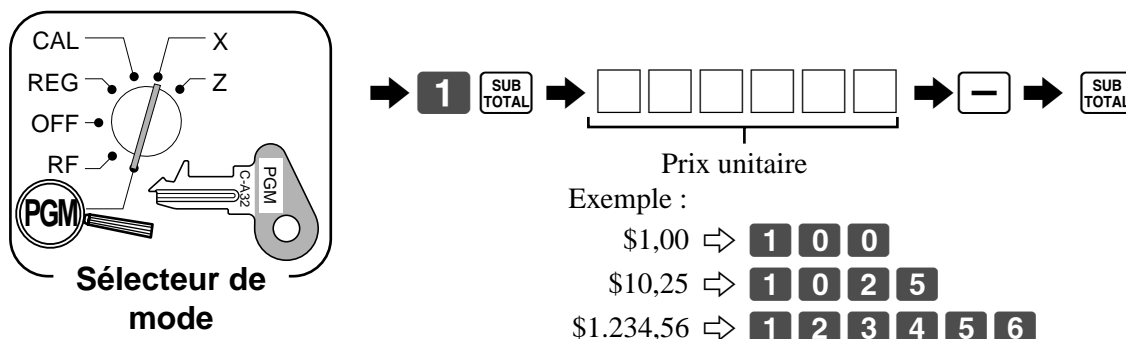 CAL
X
REG
Z
OFF
RF
PGM
PGM
C-A32
Sélecteur de
mode
1 SUB TOTAL − SUB TOTAL
Prix unitaire
Exemple :
$1,00 ⇨ 1 0 0
$10,25 ⇨ 1 0 2 5
$1.234,56 ⇨ 1 2 3 4 5 6